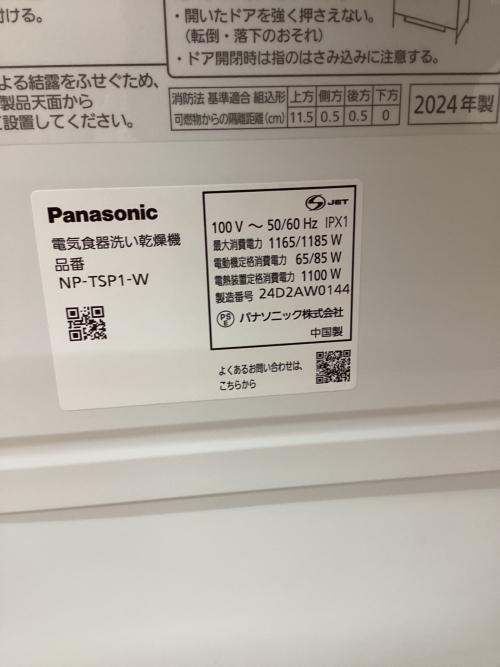 ける。
・開いたドアを強く押さえない。
（転倒・落下のおそれ）
・ドア開閉時は指のはさみ込みに注意する。
よる結露をふせぐため、
製品天面から
設置してください。
消防法 基準適合 組込形 上方 側方 後方 下方
可燃物からの隔離距離(cm) 11.5 0.5 0.5 0
2024年製
Panasonic
電気食器洗い乾燥機
品番
NP-TSP1-W
S JET
100 V ～ 50/60 Hz IPX1
最大消費電力 1165/1185 W
電動機定格消費電力 65/85 W
電熱装置定格消費電力 1100 W
製造番号 24D2AW0144
PSE パナソニック株式会社
中国製
よくあるお問い合わせは、
こちらから